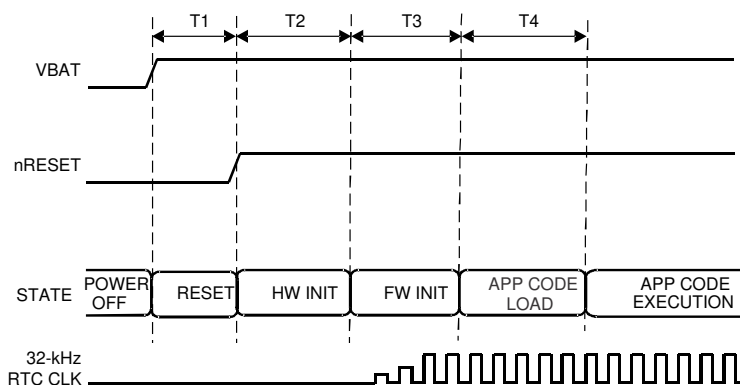 T1 T2 T3 T4
VBAT
nRESET
STATE
POWER OFF
RESET
HW INIT
FW INIT
APP CODE
LOAD
APP CODE
EXECUTION
32-kHz
RTC CLK